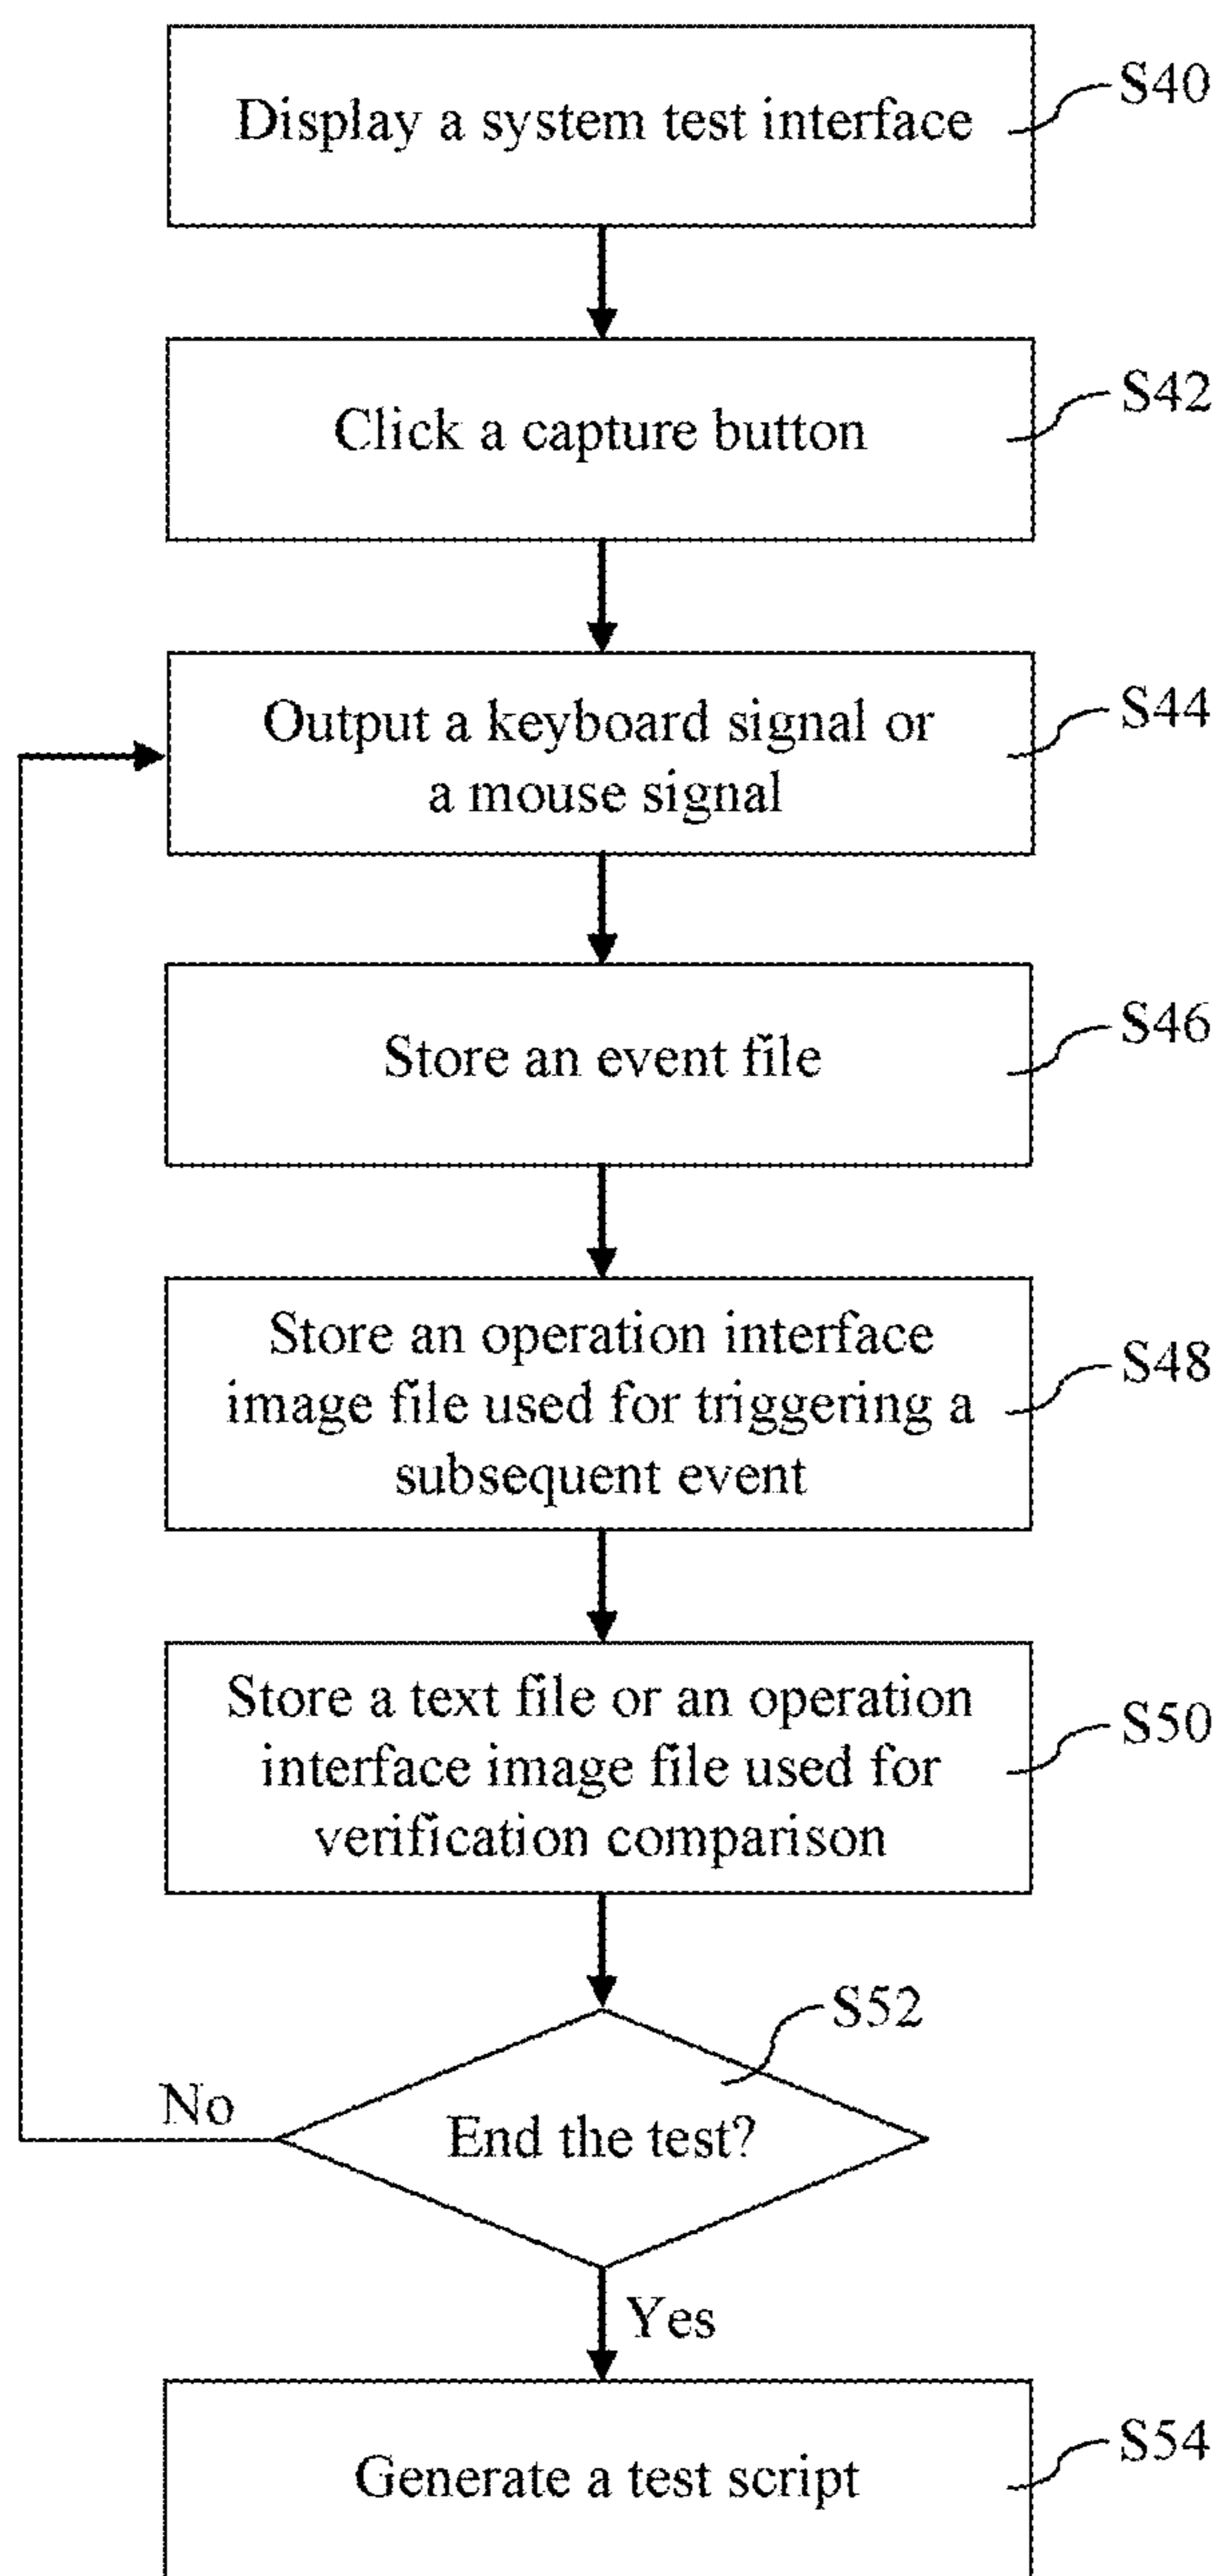 Display a system test interface
S40
Click a capture button
S42
Output a keyboard signal or
a mouse signal
S44
Store an event file
S46
Store an operation interface
image file used for triggering a
subsequent event
S48
Store a text file or an operation
interface image file used for
verification comparison
S50
S52
No
End the test?
Yes
Generate a test script
S54